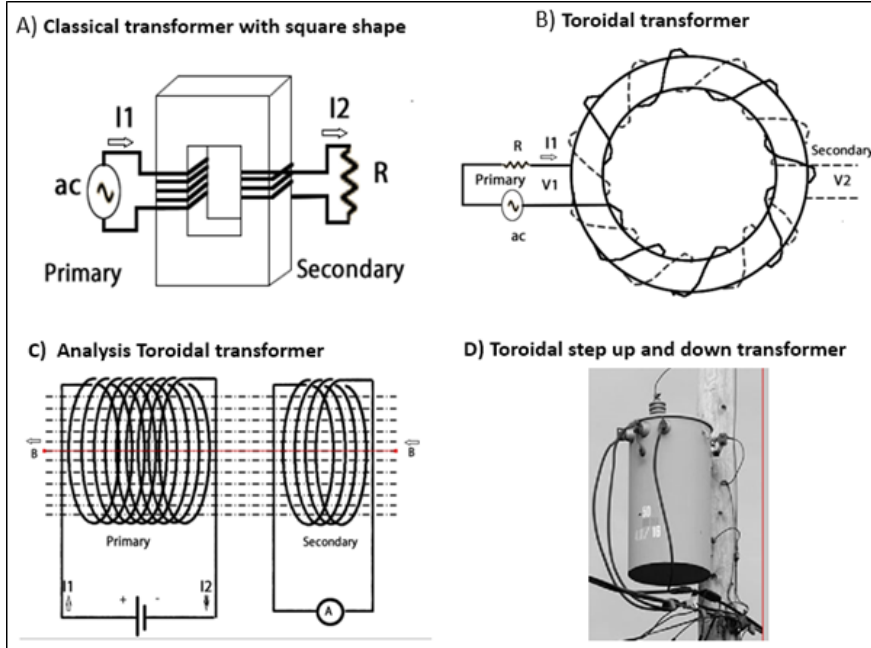 A) Classical transformer with square shape
I1
I2
ac
R
Primary
Secondary
B) Toroidal transformer
R
I1
Secondary
Primary
V1
V2
ac
C) Analysis Toroidal transformer
B
B
Primary
Secondary
I1
+
-
I2
A
D) Toroidal step up and down transformer